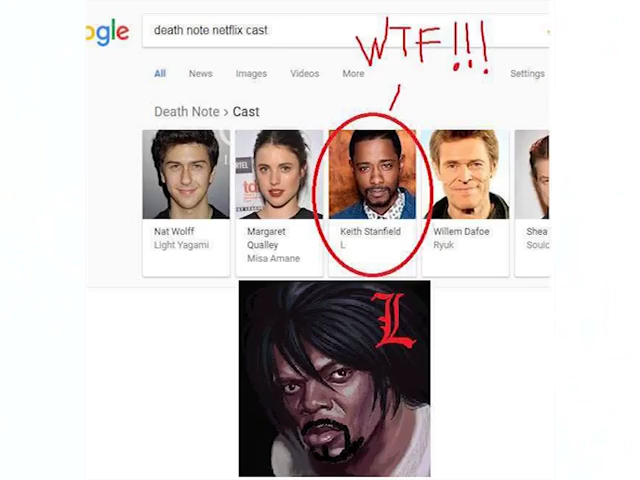 ogle
death note netflix cast
WTF!!!
All News Images Videos More Settings
Death Note > Cast
Nat Wolff
Light Yagami
Margaret
Qualley
Misa Amane
Keith Stanfield
L
Willem Dafoe
Ryuk
Shea
L